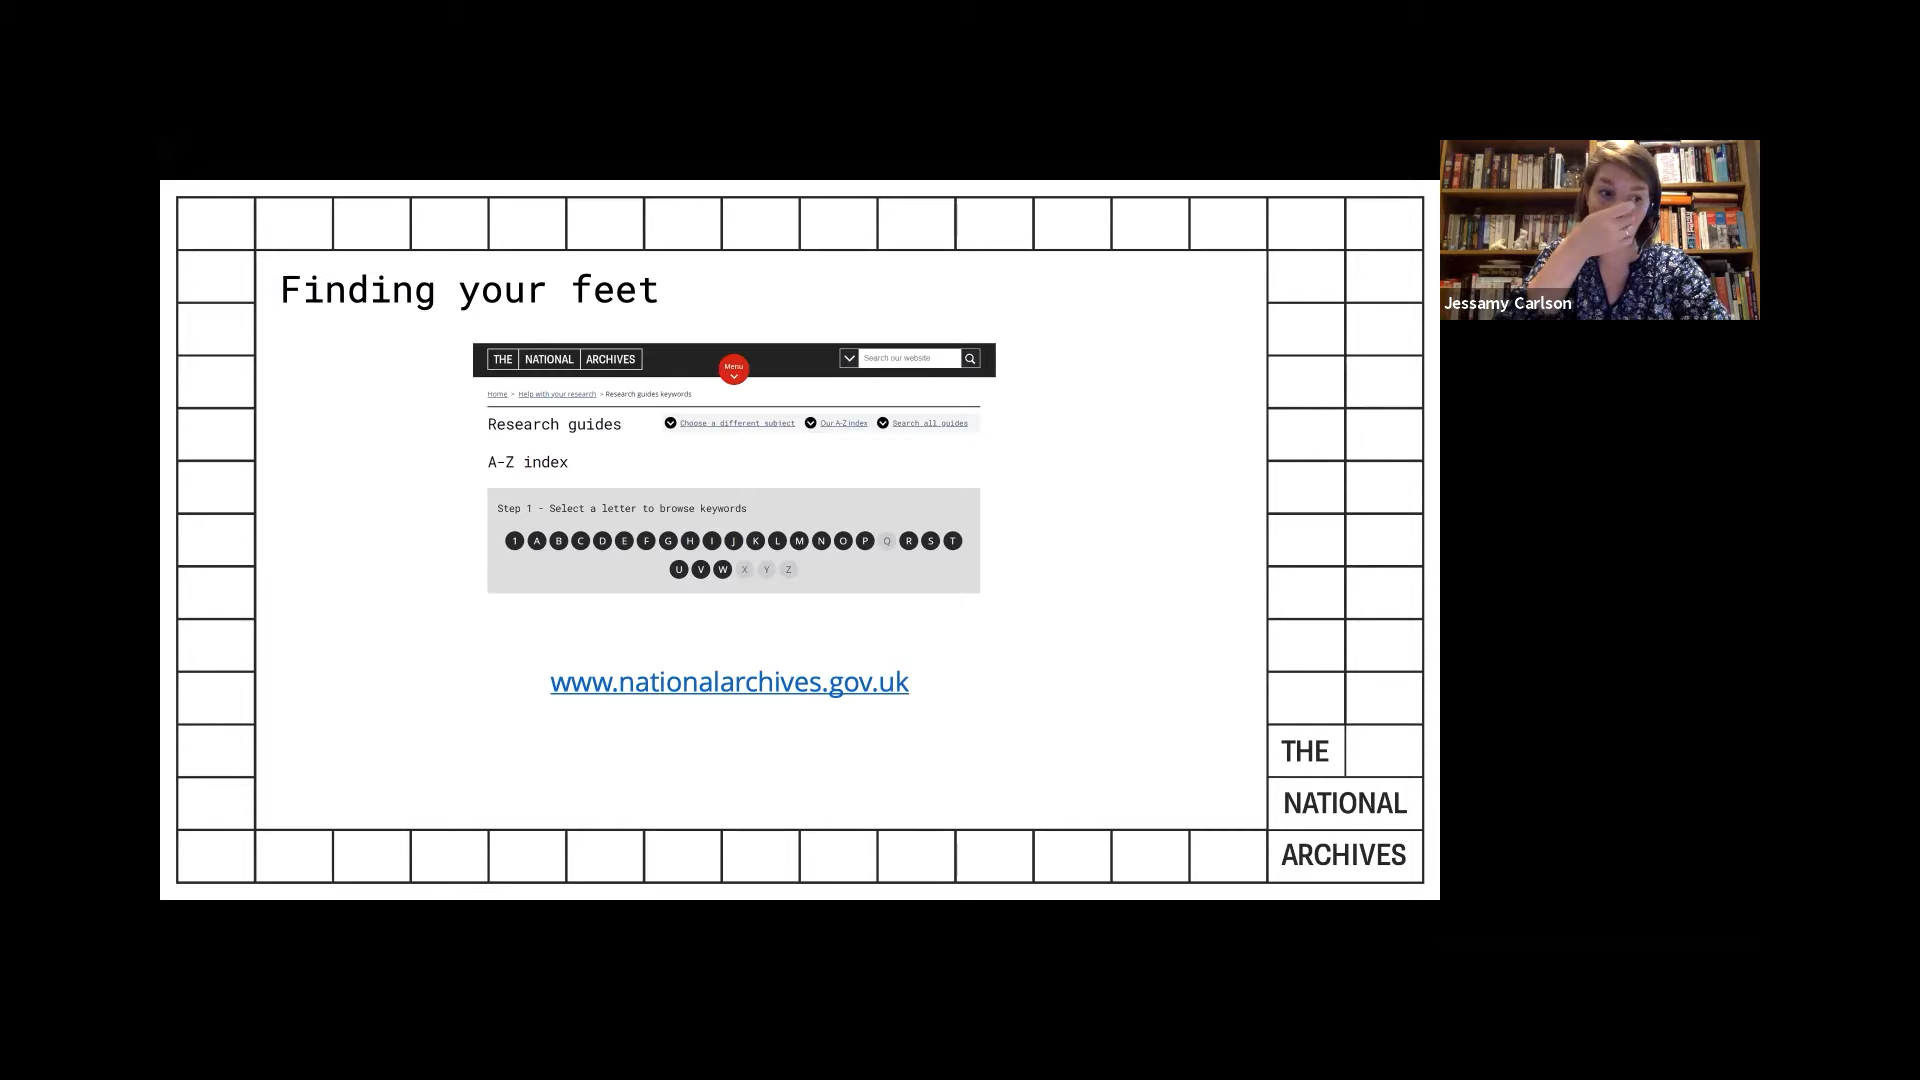 Finding your feet
THE NATIONAL ARCHIVES
Menu
Search our website
Home > Help with your research > Research guides keywords
Research guides
Choose a different subject
Our A-Z index
Search all guides
A-Z index
Step 1 - Select a letter to browse keywords
1 A B C D E F G H I J K L M N O P Q R S T
U V W X Y Z
www.nationalarchives.gov.uk
THE
NATIONAL
ARCHIVES
Jessamy Carlson